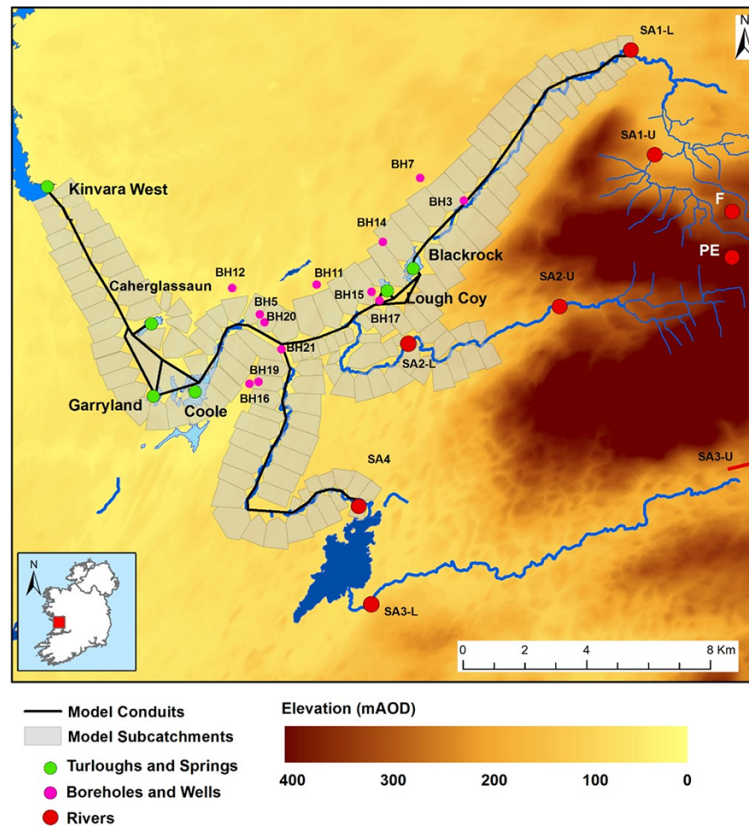 SA1-L
N
SA1-U
BH7
Kinvara West
F
BH3
BH14
PE
Blackrock
Caherglassaun
BH12
BH11
SA2-U
BH15
ough Coy
BH5
BH20
BH17
BH21
SA2-L
BH19
BH16
Garryland
Coole
SA4
SA3-U
N
SA3-L
0 2 4 6 8 Km
Model Conduits
Model Subcatchments
Turloughs and Springs
Boreholes and Wells
Rivers
Elevation (mAOD)
400 300 200 100 0